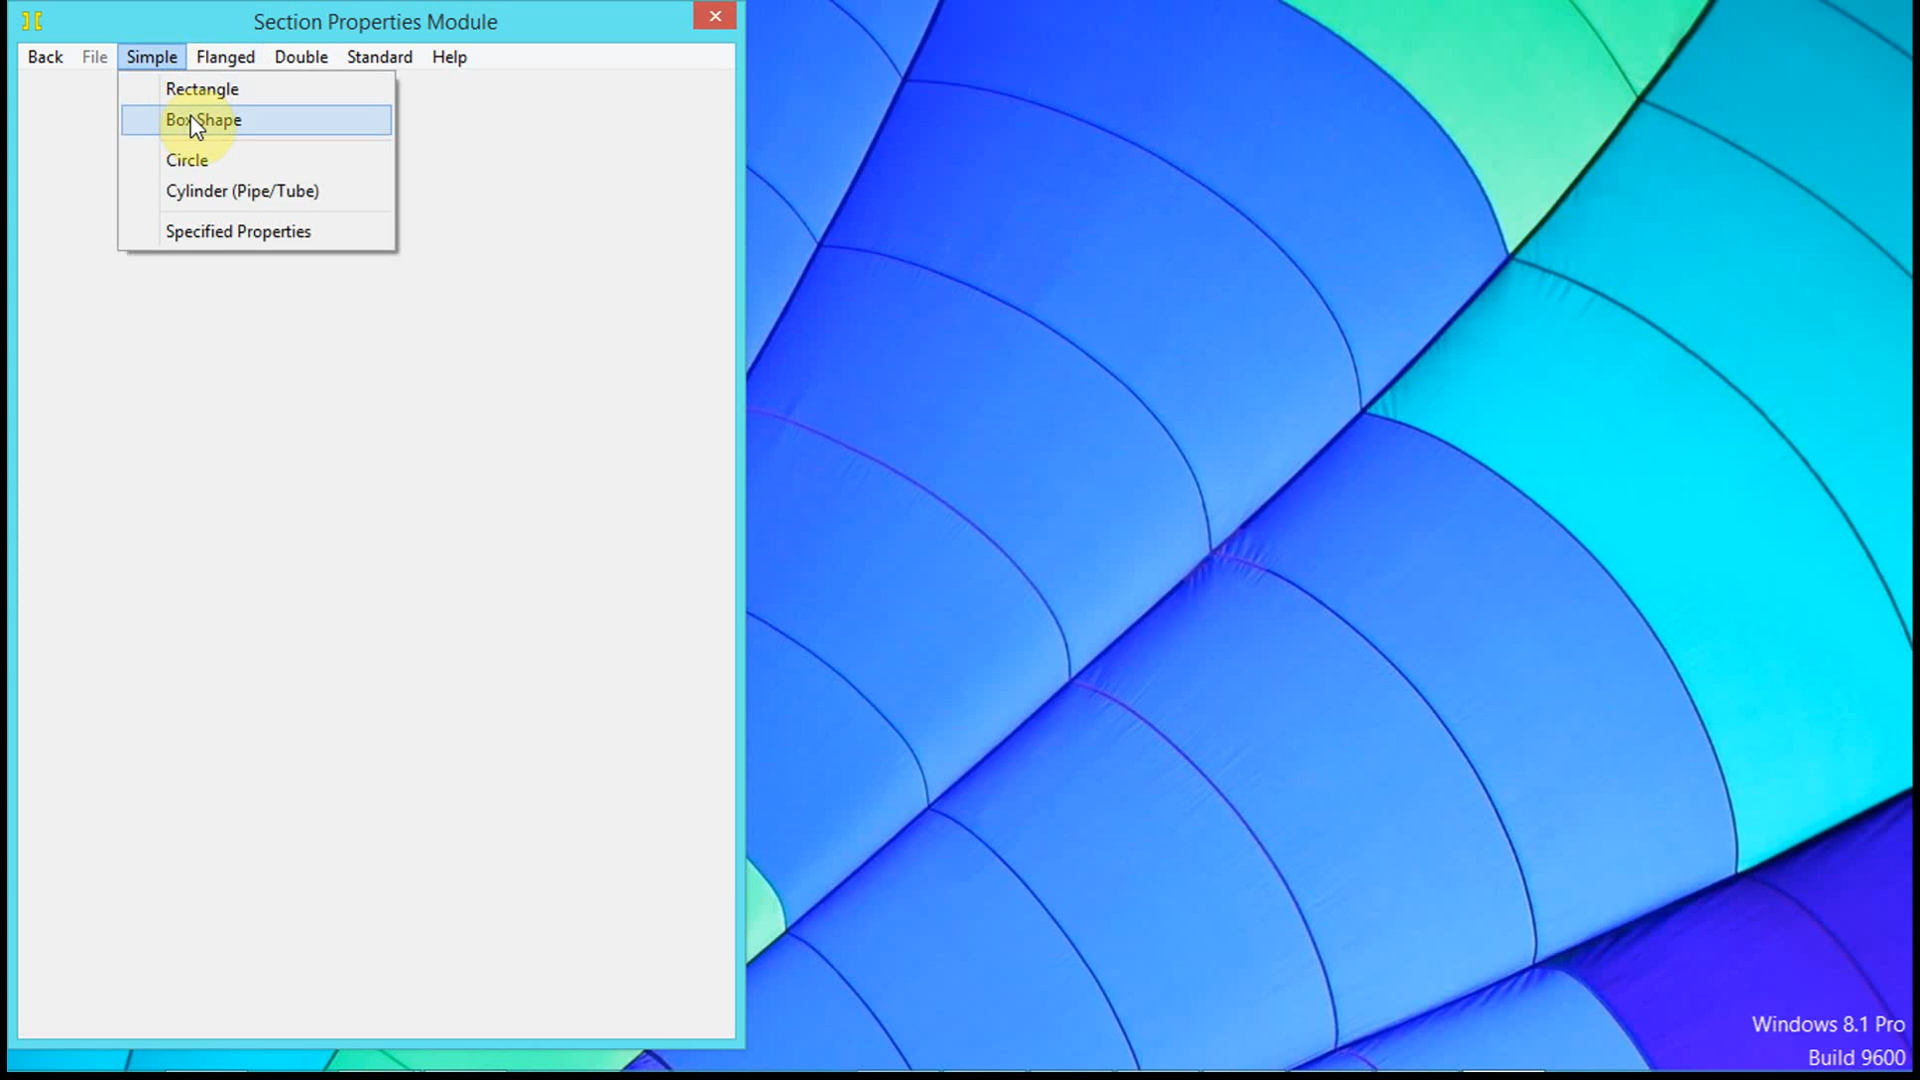 Section Properties Module
Back File Simple Flanged Double Standard Help
Rectangle
Box Shape
Circle
Cylinder (Pipe/Tube)
Specified Properties
Windows 8.1 Pro
Build 9600